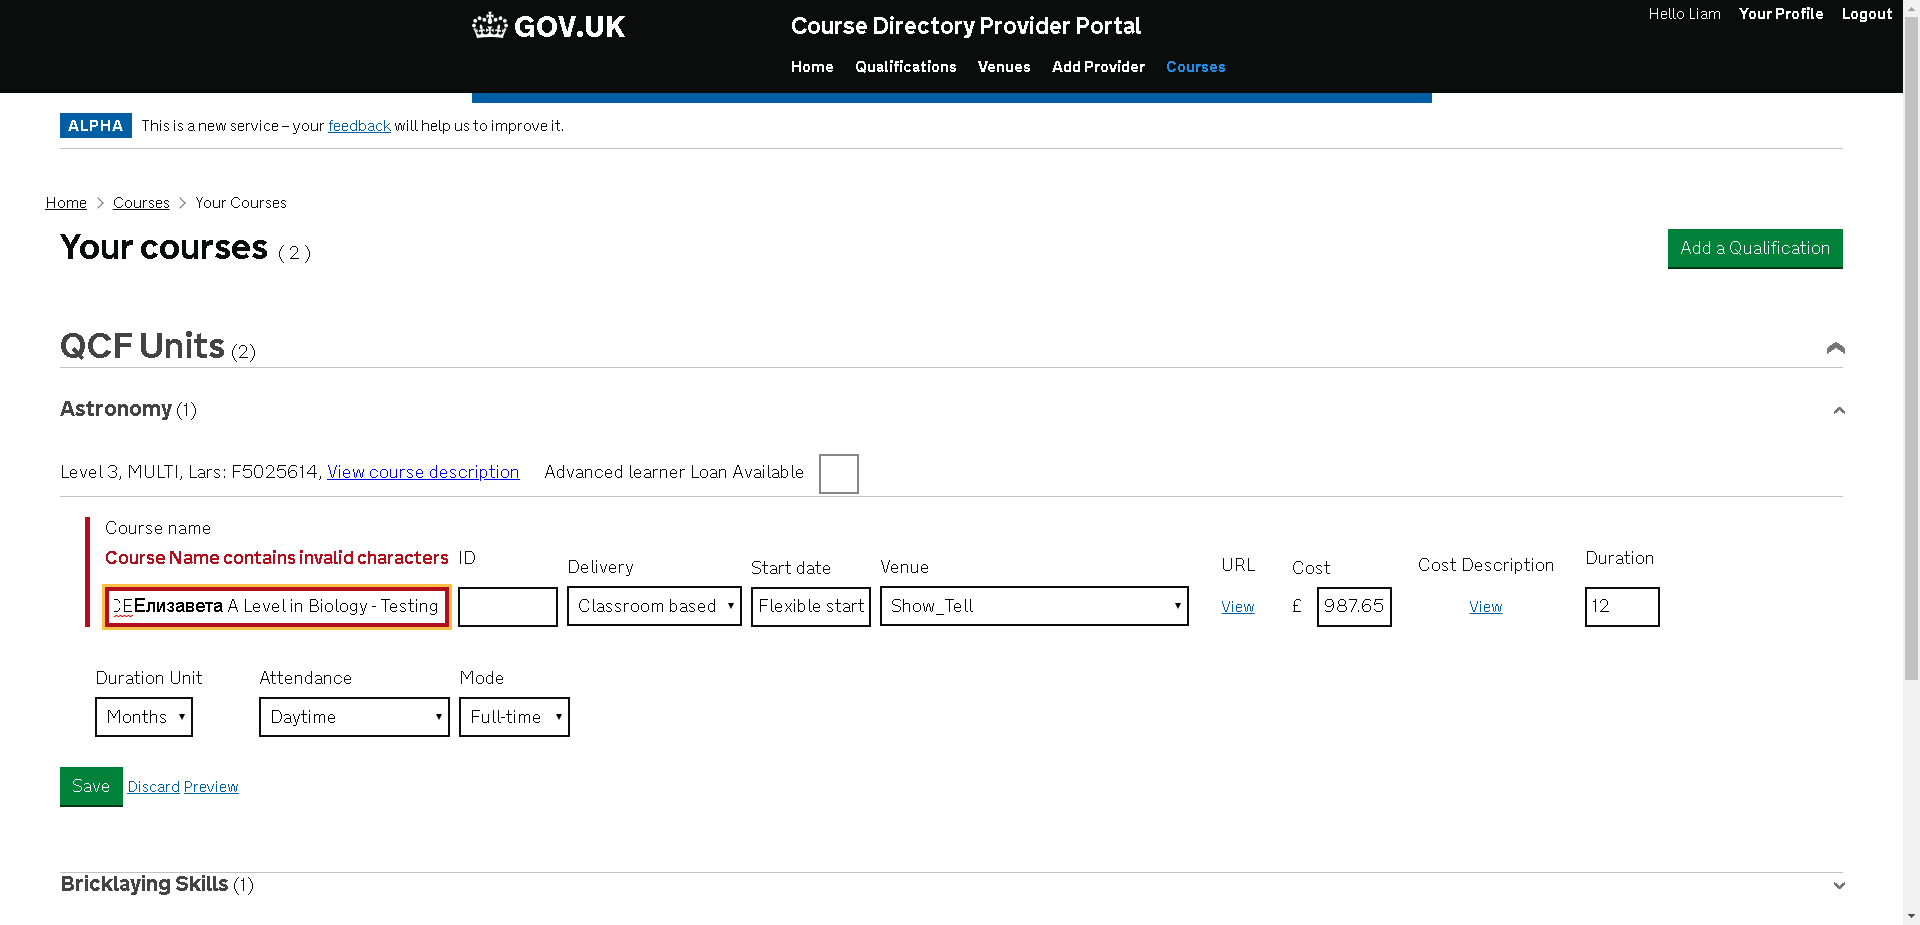 GOV.UK
Course Directory Provider Portal
Hello Liam Your Profile Logout
Home Qualifications Venues Add Provider Courses
ALPHA This is a new service – your feedback will help us to improve it.
Home > Courses > Your Courses
Your courses ( 2 )
Add a Qualification
QCF Units (2)
Astronomy (1)
Level 3, MULTI, Lars: F5025614, View course description Advanced learner Loan Available
Course name
Course Name contains invalid characters ID Delivery Start date Venue URL Cost Cost Description Duration
CEЕлизавета A Level in Biology - Testing Classroom based Flexible start Show_Tell View £ 987.65 View 12
Duration Unit Attendance Mode
Months Daytime Full-time
Save Discard Preview
Bricklaying Skills (1)